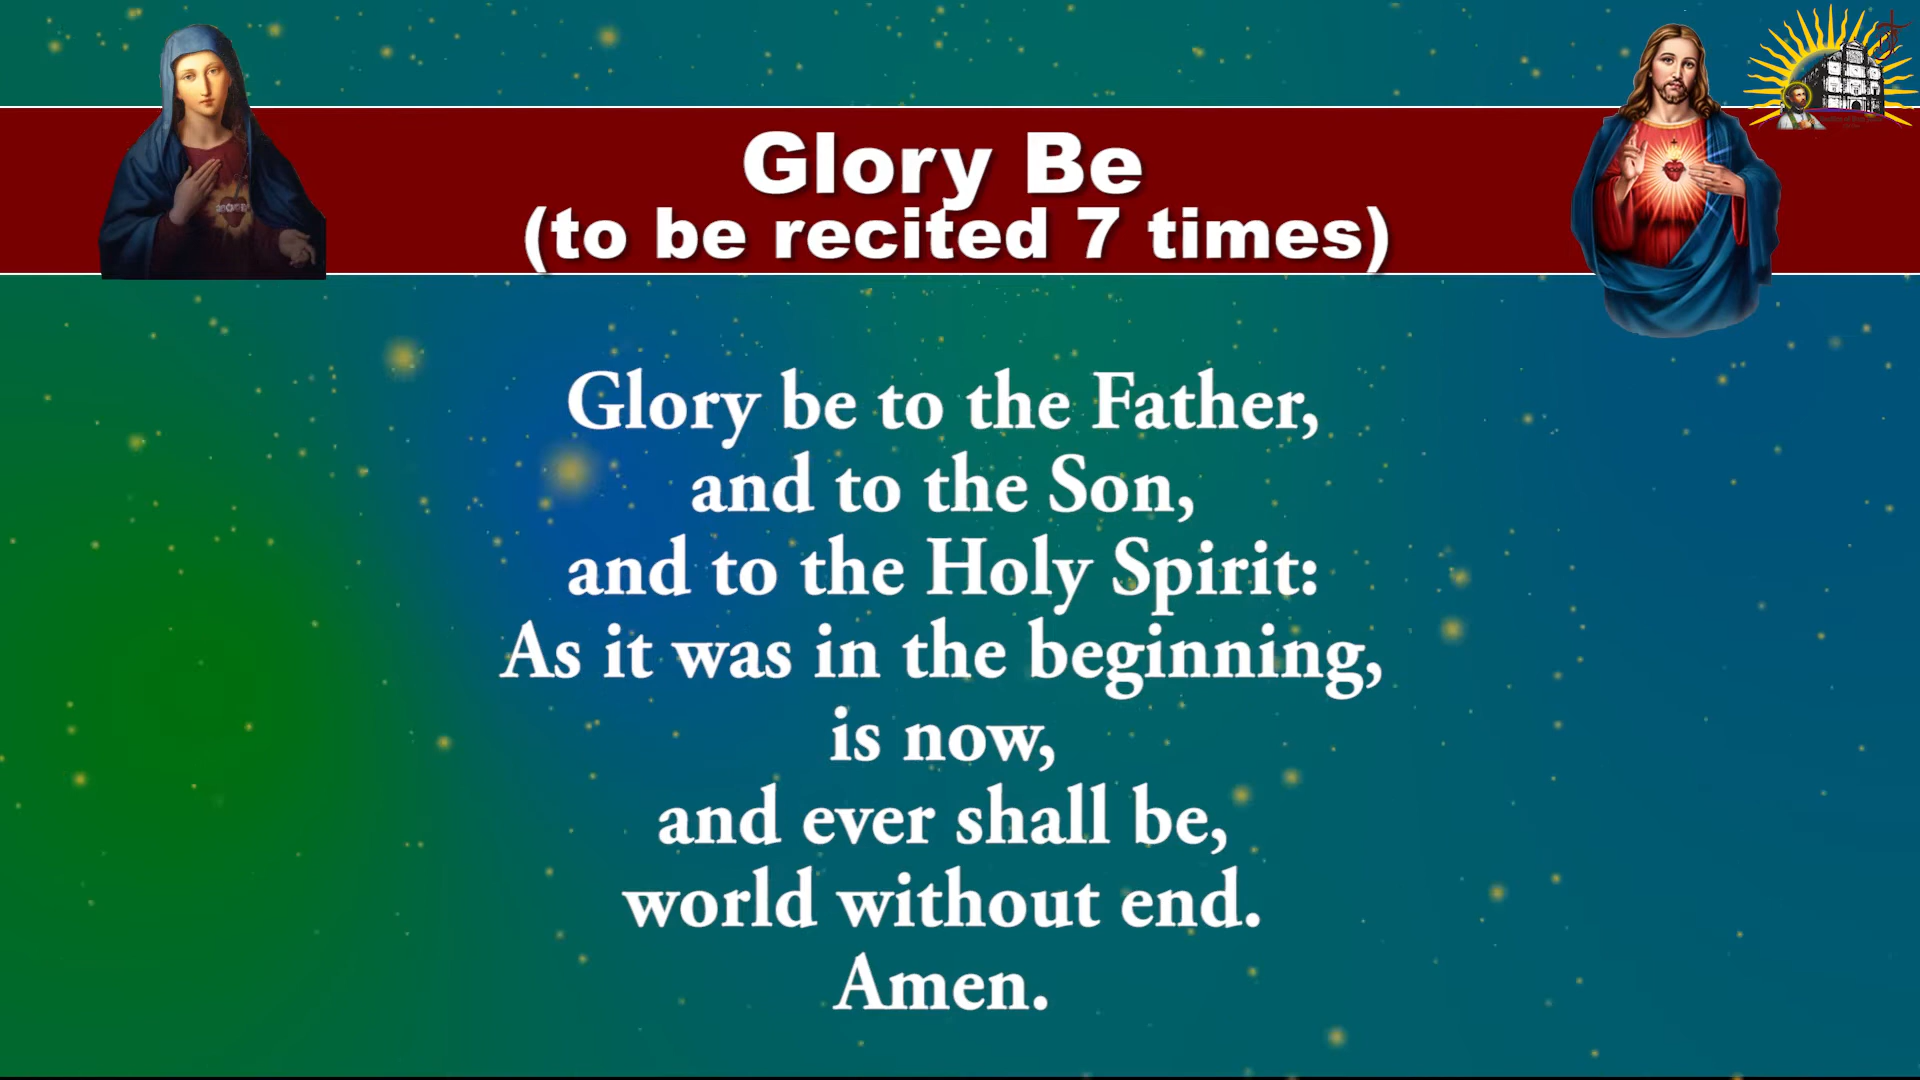 Glory Be
(to be recited 7 times)
Glory be to the Father,
and to the Son,
and to the Holy Spirit:
As it was in the beginning,
is now,
and ever shall be,
world without end.
Amen.